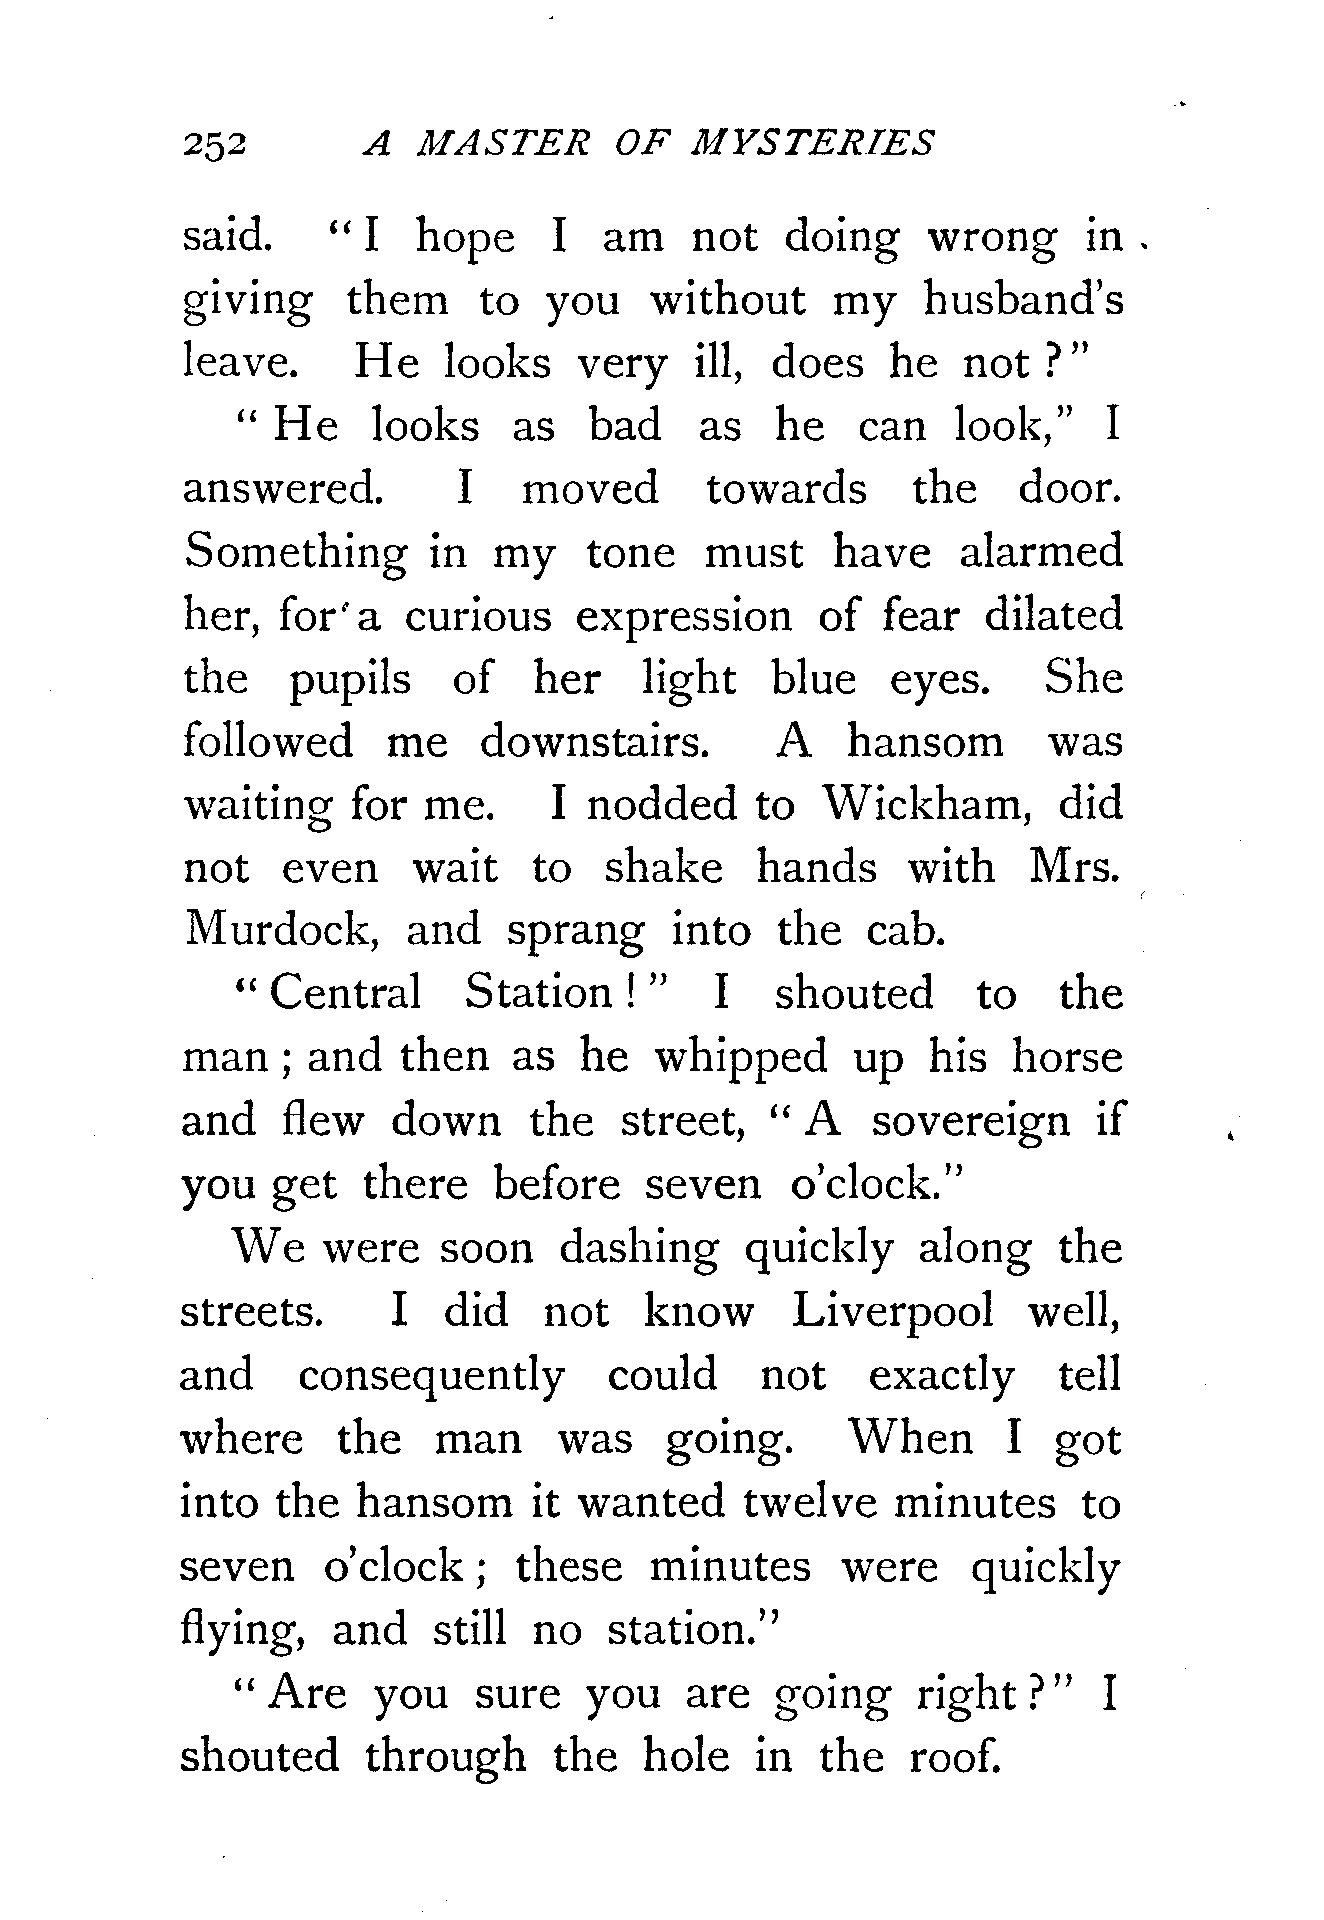 252 A MASTER OF MYSTERIES
said. "I hope I am not doing wrong in
giving them to you without my husband's
leave. He looks very ill, does he not?"
"He looks as bad as he can look," I
answered. I moved towards the door.
Something in my tone must have alarmed
her, for a curious expression of fear dilated
the pupils of her light blue eyes. She
followed me downstairs. A hansom was
waiting for me. I nodded to Wickham, did
not even wait to shake hands with Mrs.
Murdock, and sprang into the cab.
"Central Station!" I shouted to the
man; and then as he whipped up his horse
and flew down the street, "A sovereign if
you get there before seven o'clock."
We were soon dashing quickly along the
streets. I did not know Liverpool well,
and consequently could not exactly tell
where the man was going. When I got
into the hansom it wanted twelve minutes to
seven o'clock; these minutes were quickly
flying, and still no station."
"Are you sure you are going right?" I
shouted through the hole in the roof.